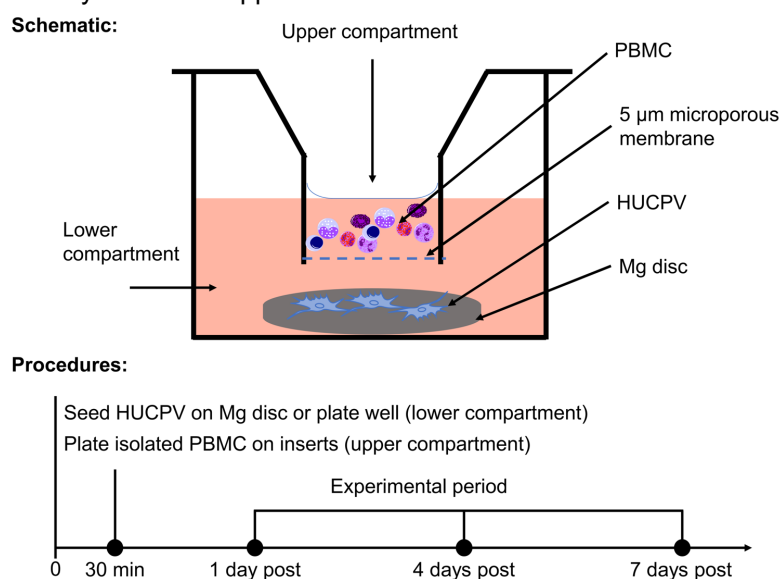 Schematic:
Upper compartment
PBMC
5 µm microporous
membrane
HUCPV
Lower
compartment
Mg disc
Procedures:
Seed HUCPV on Mg disc or plate well (lower compartment)
Plate isolated PBMC on inserts (upper compartment)
Experimental period
0 30 min 1 day post 4 days post 7 days post